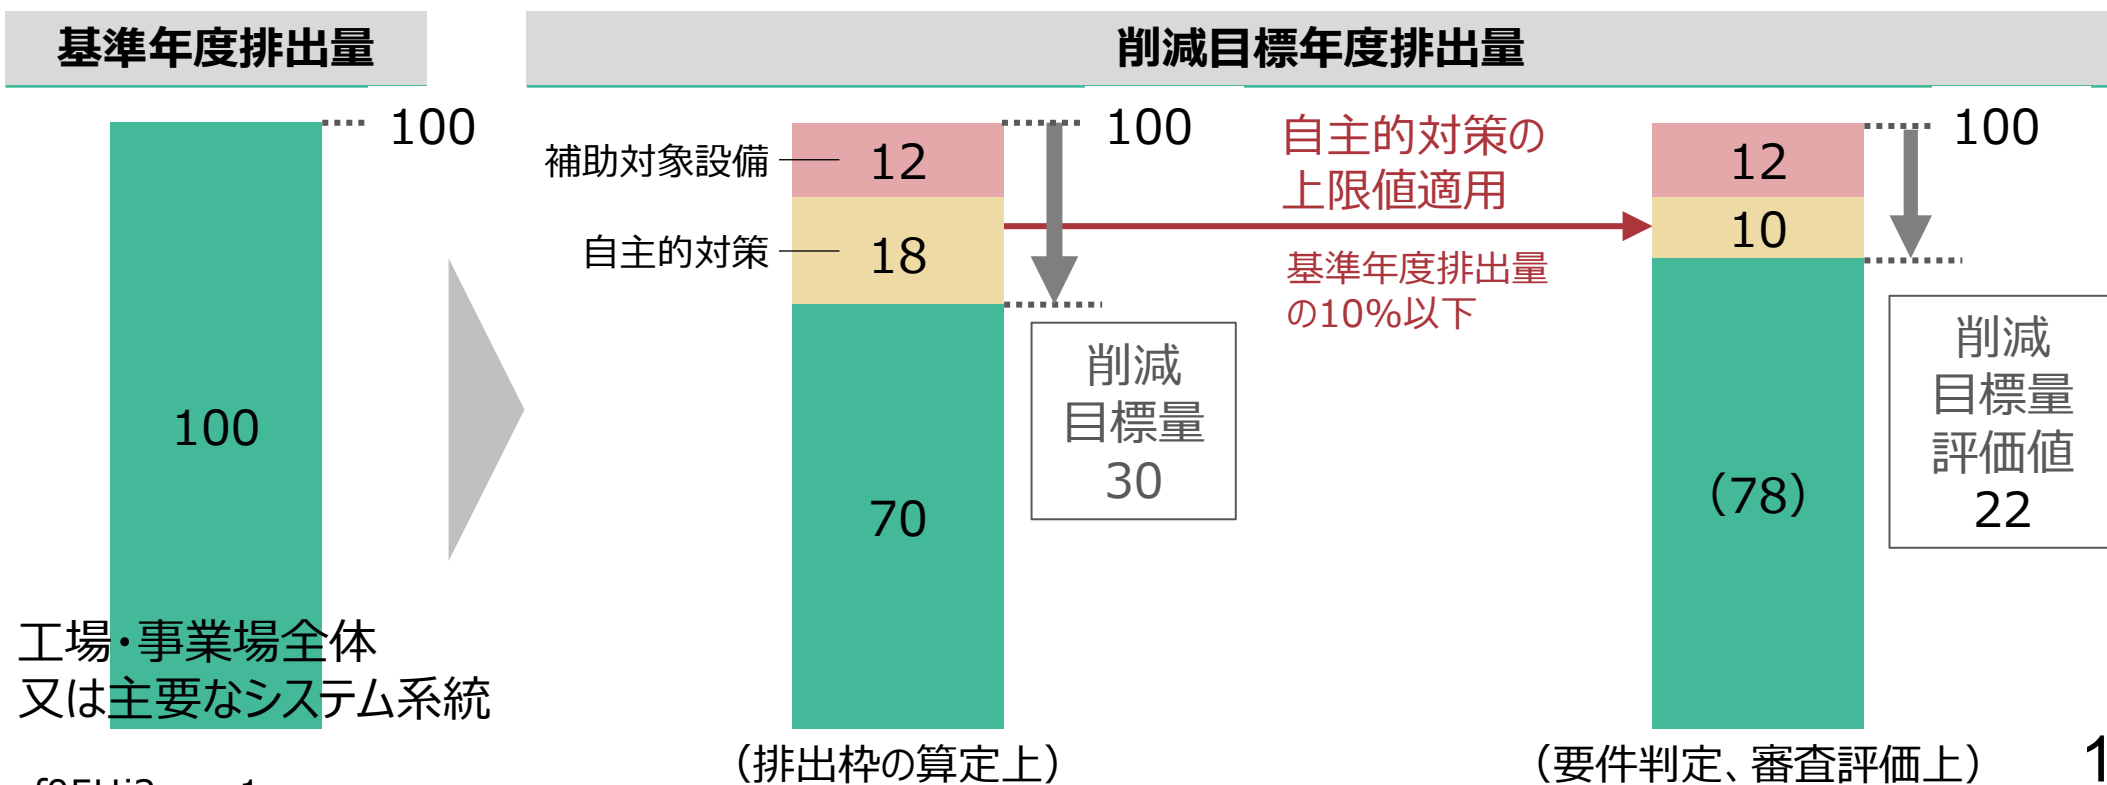 基準年度排出量
削減目標年度排出量
100
100
工場・事業場全体
又は主要なシステム系統
補助対象設備
自主的対策
12
18
70
100
削減
目標量
30
(排出枠の算定上)
自主的対策の
上限値適用
基準年度排出量
の10%以下
12
10
(78)
100
削減
目標量
評価値
22
(要件判定、審査評価上)
1